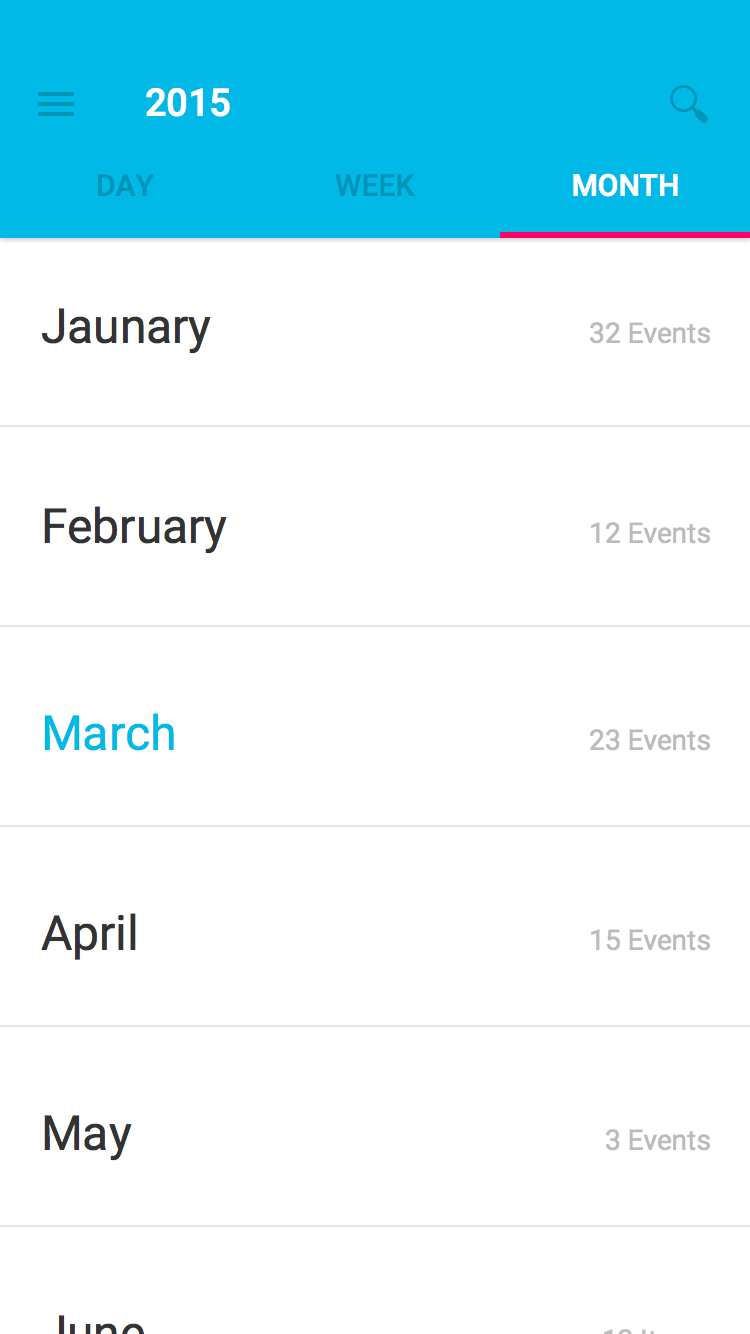 2015
DAY WEEK MONTH
Jaunary 32 Events
February 12 Events
March 23 Events
April 15 Events
May 3 Events
June